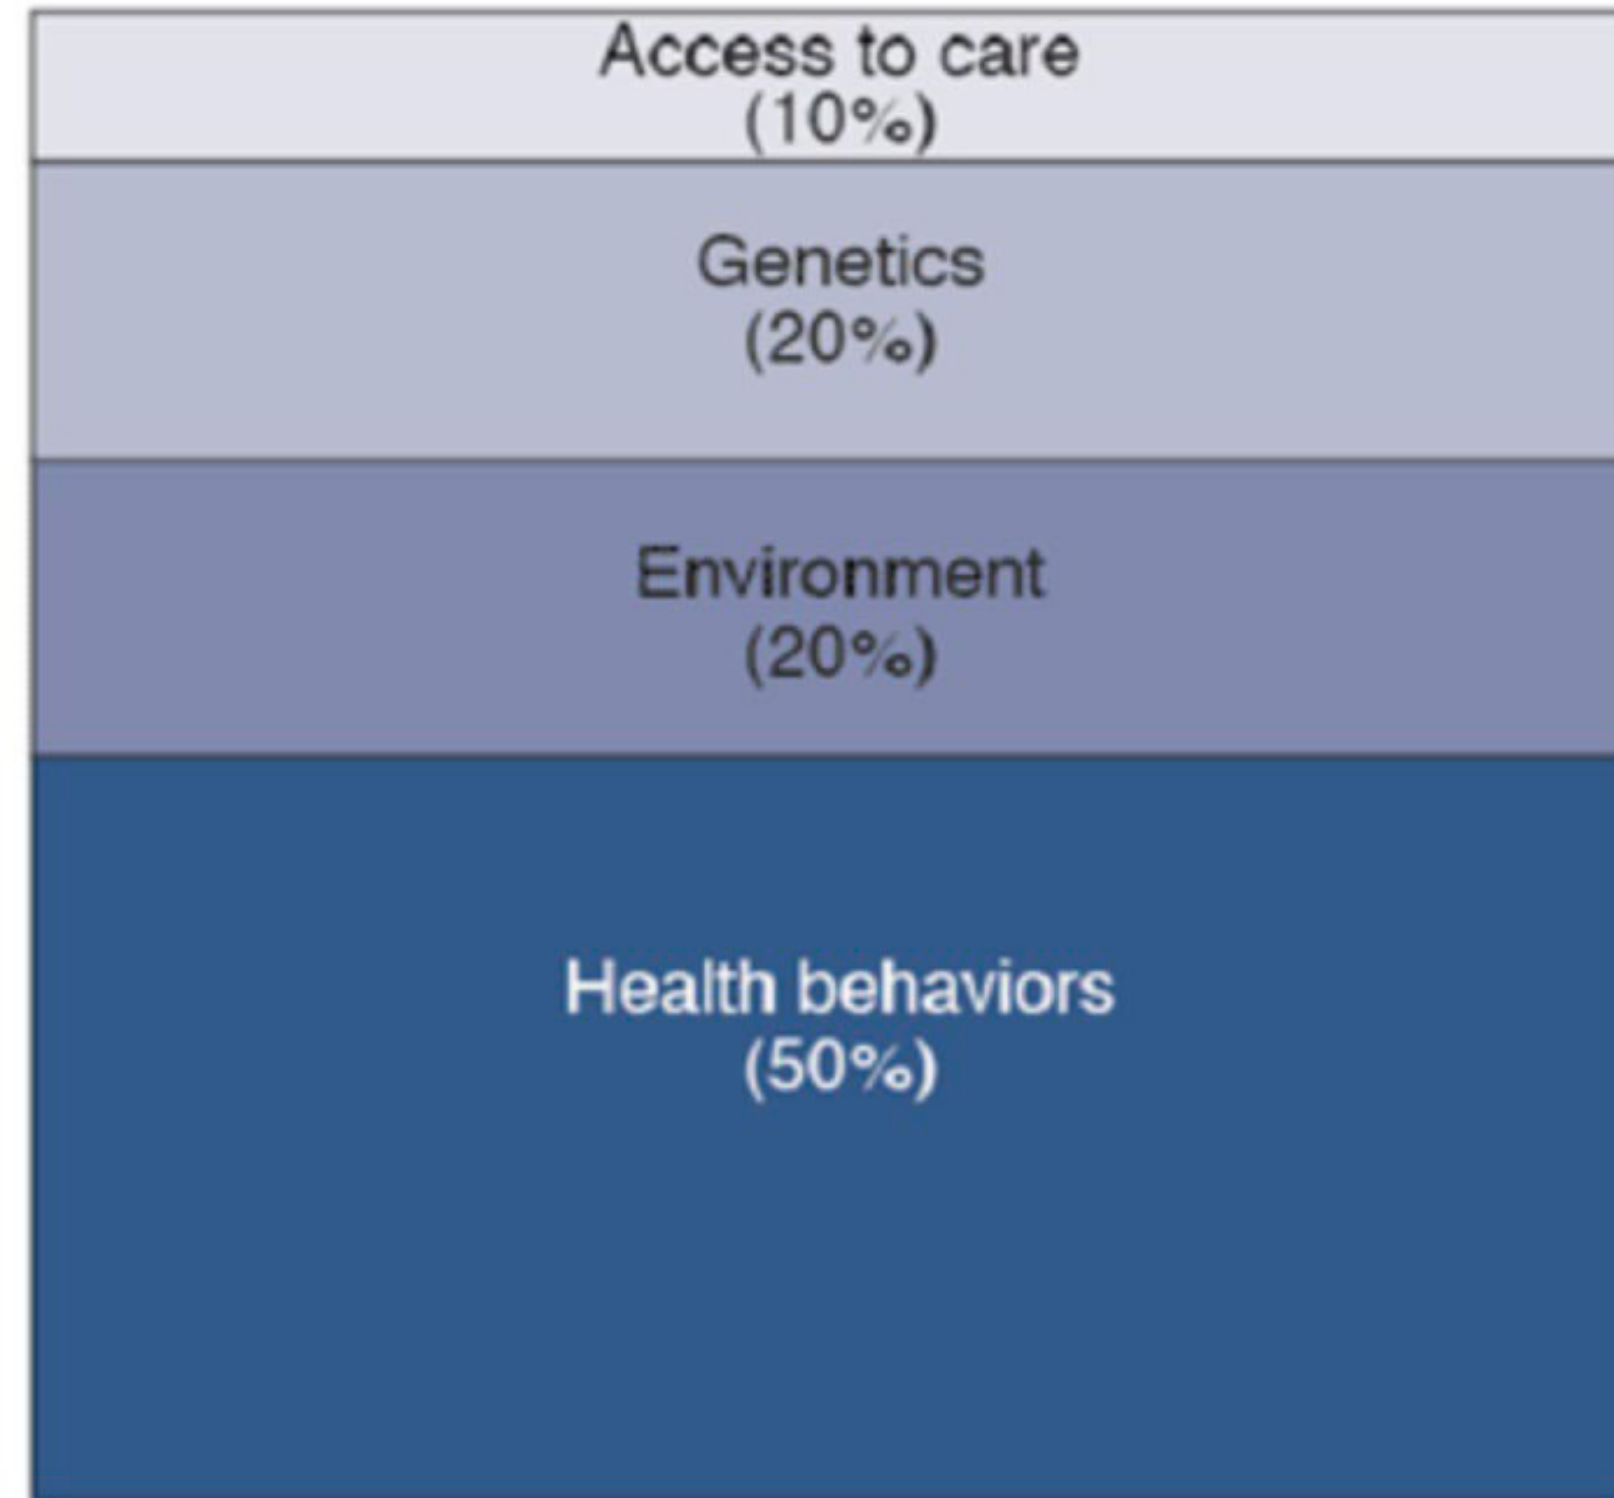 Access to care
(10%)
Genetics
(20%)
Environment
(20%)
Health behaviors
(50%)